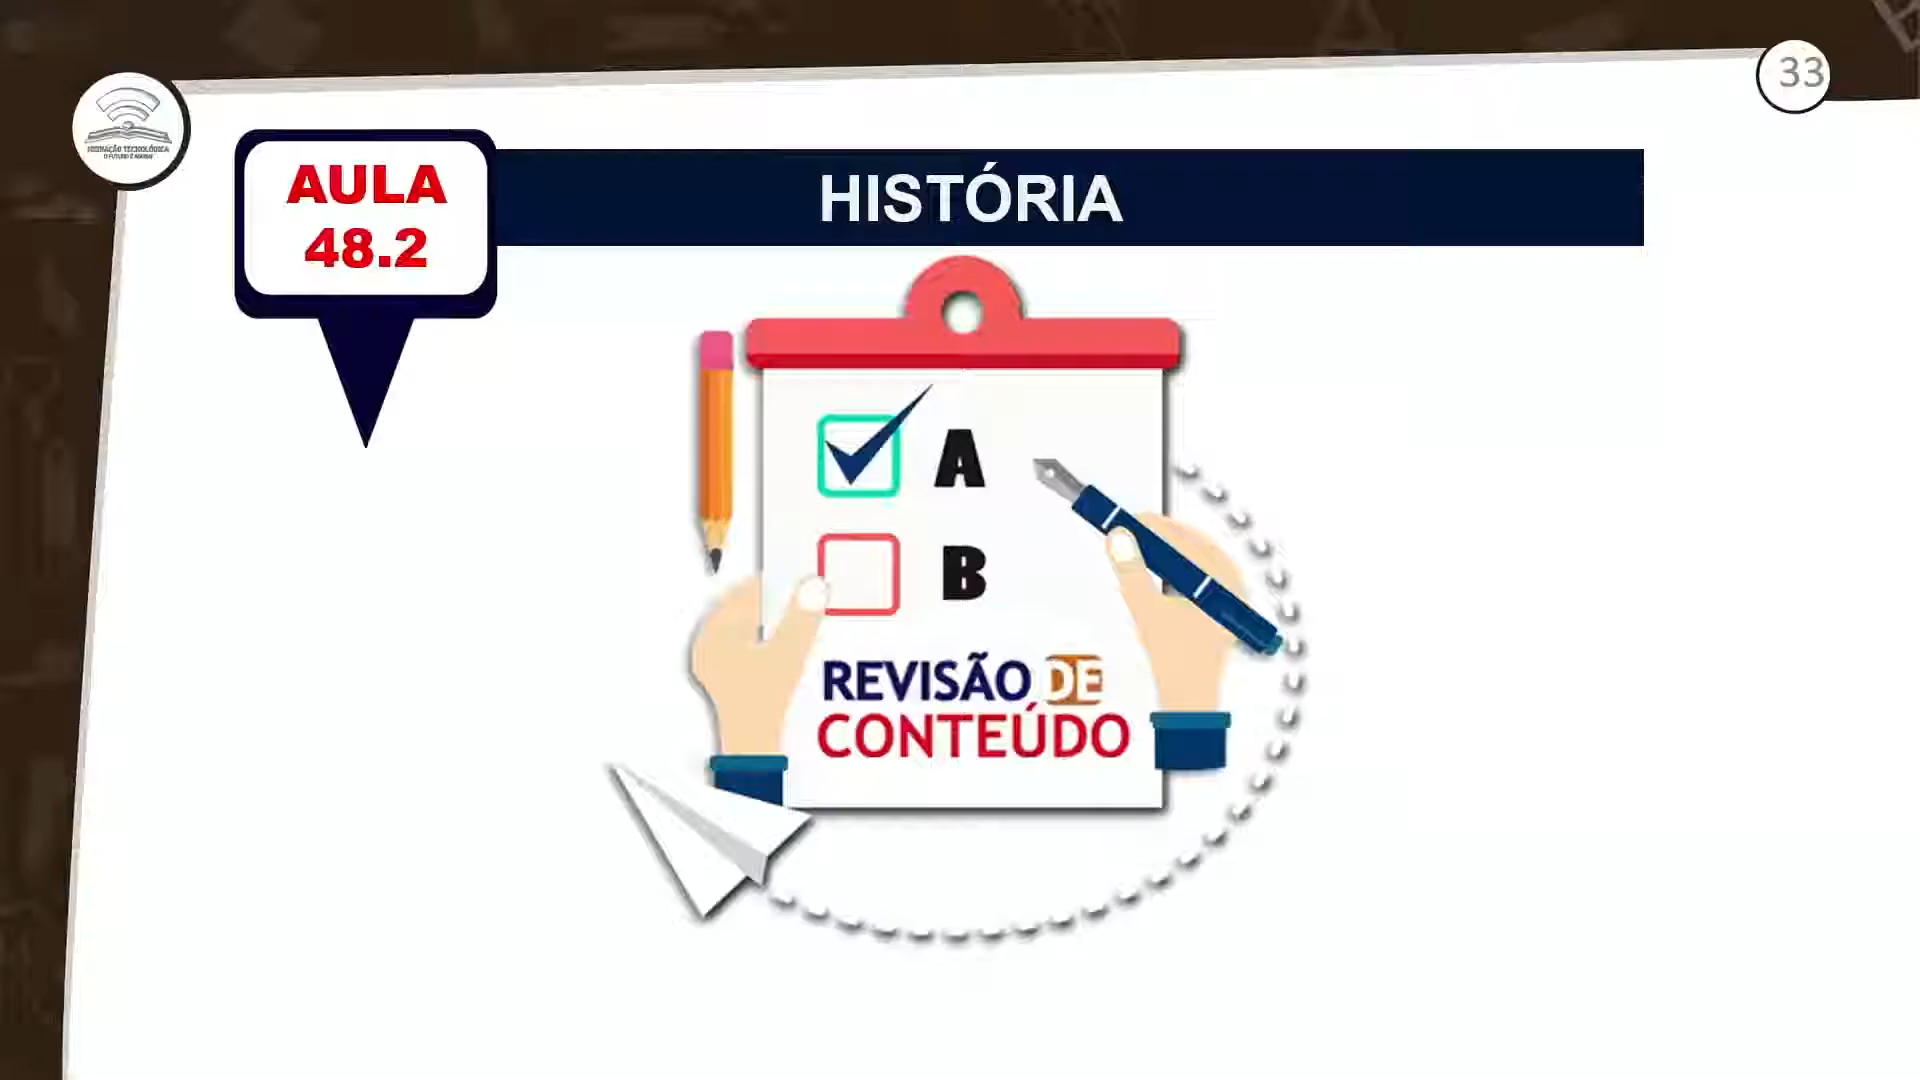 33
AULA
48.2
HISTÓRIA
A
B
REVISÃO DE
CONTEÚDO